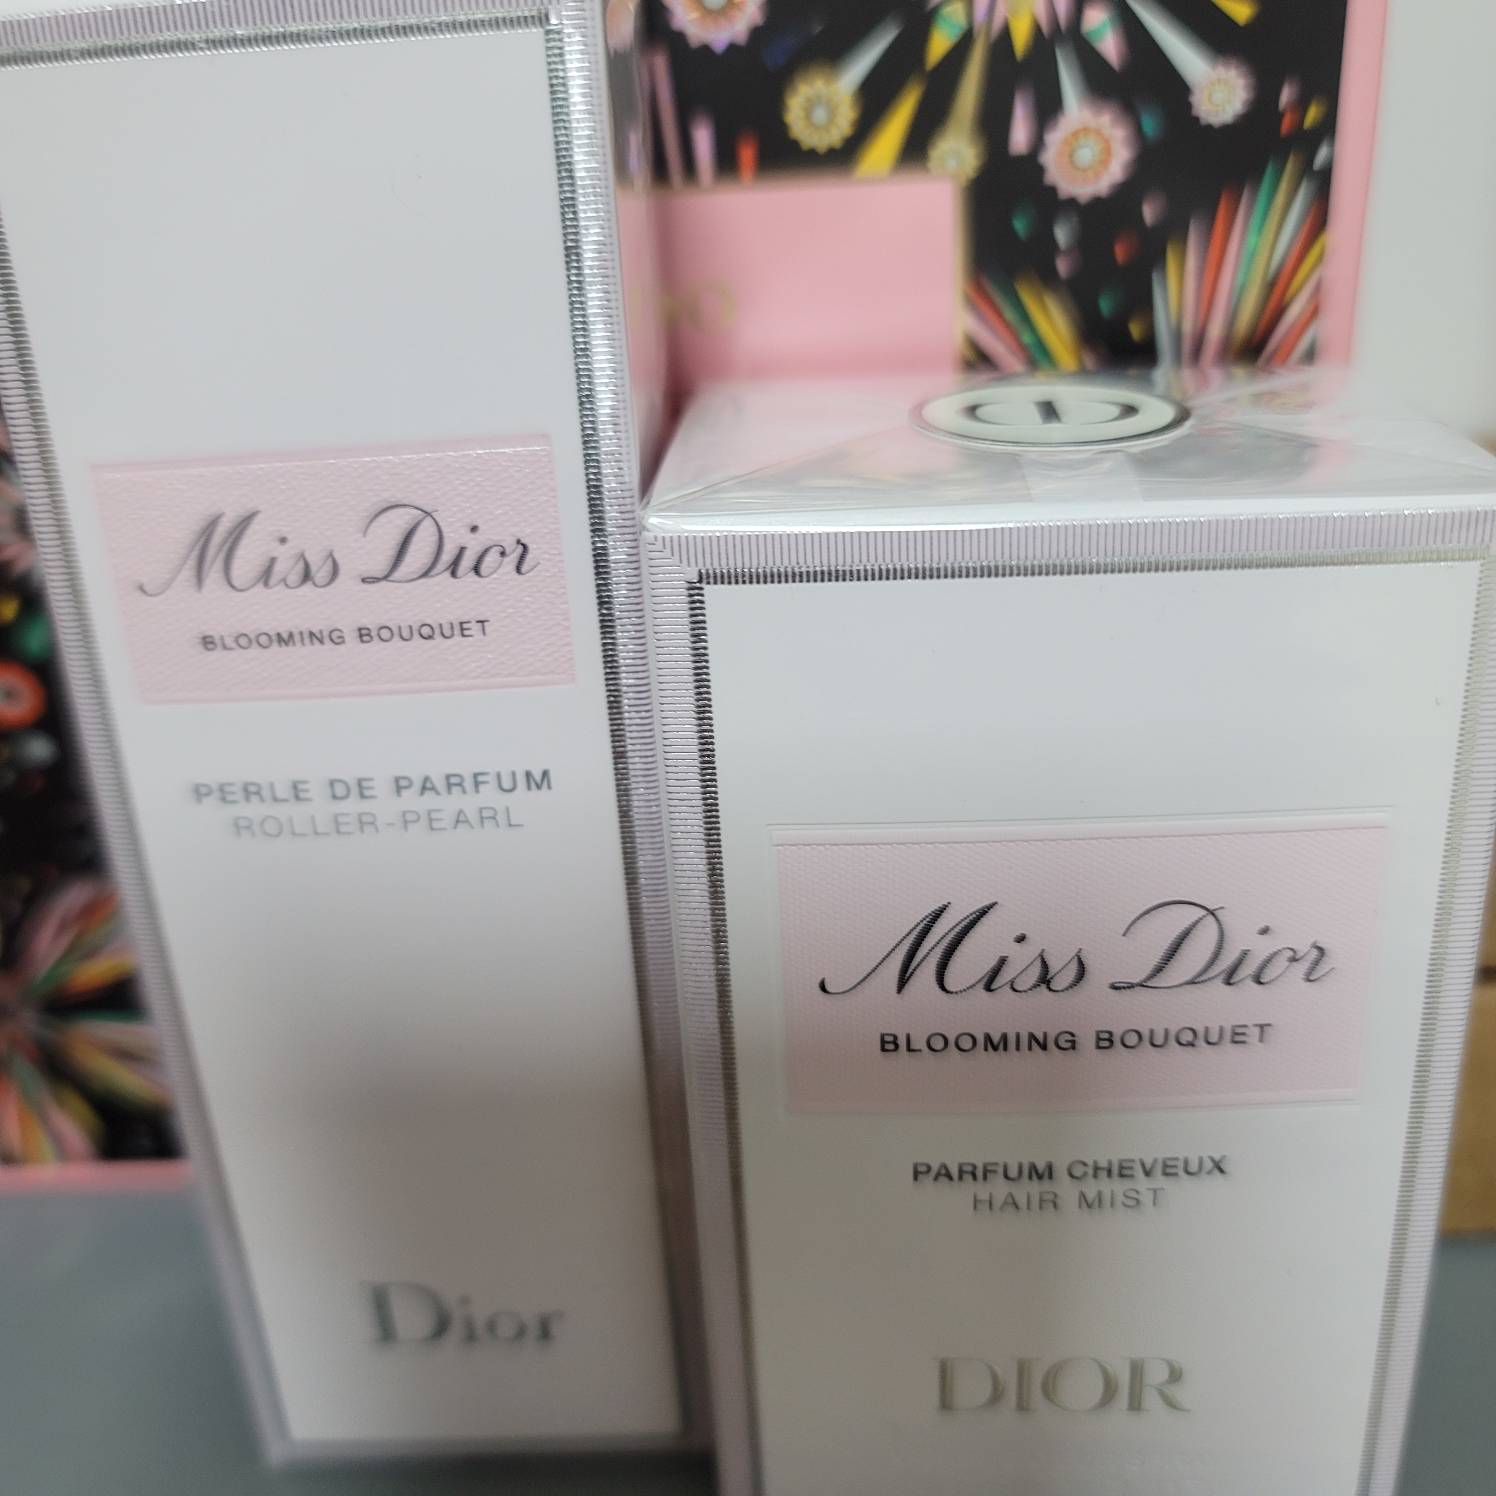 Miss Dior
BLOOMING BOUQUET
PERLE DE PARFUM
ROLLER-PEARL
Dior
CD
Miss Dior
BLOOMING BOUQUET
PARFUM CHEVEUX
HAIR MIST
DIOR